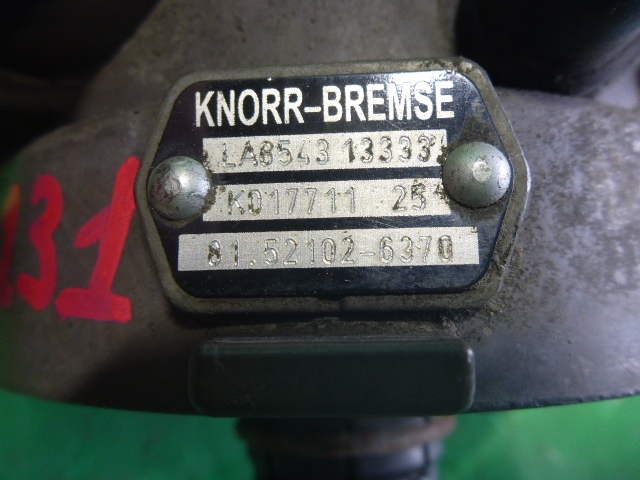 KNORR-BREMSE
LA8543 13333
K017711 25
81.52102-6370
131